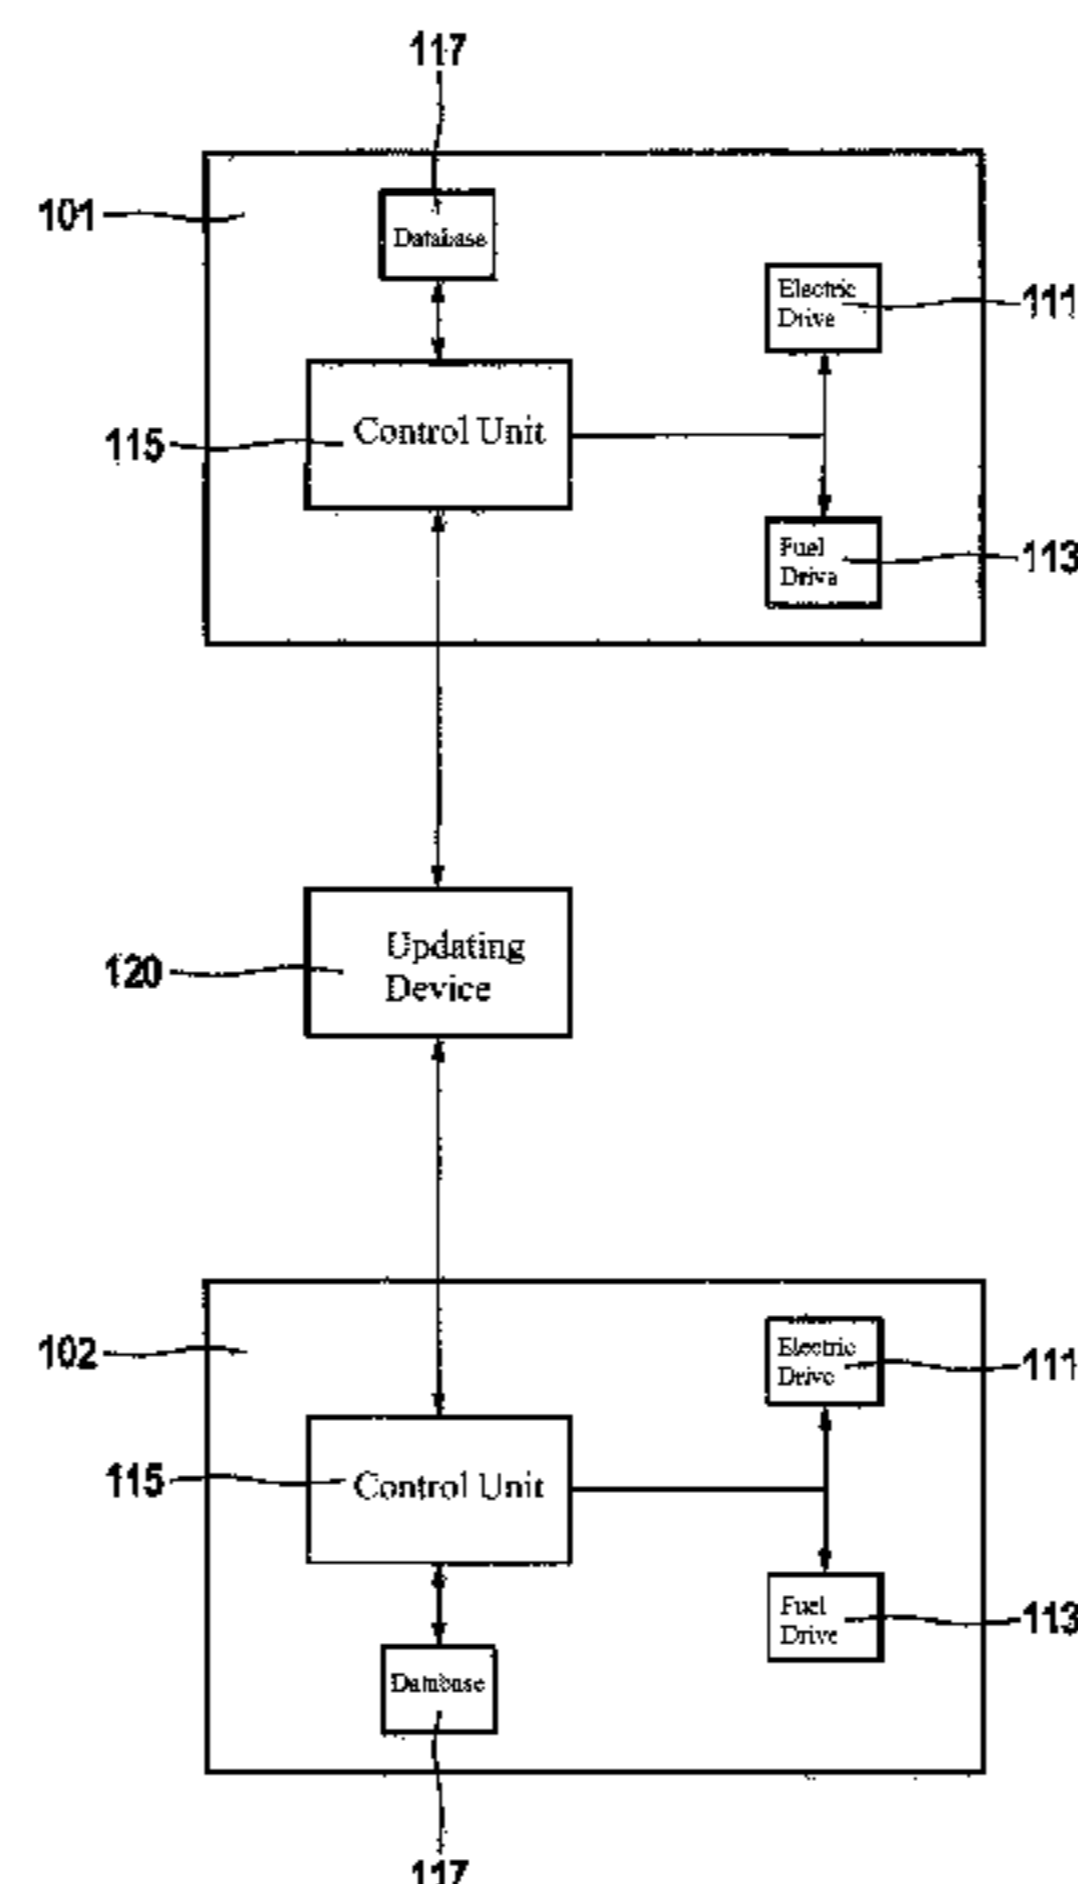 117
101
Database
Electric
Drive
111
115
Control Unit
Fuel
Driva
113
Updating
Device
120
102
Electric
Drive
111
115
Control Unit
Fuel
Drive
113
Database
117